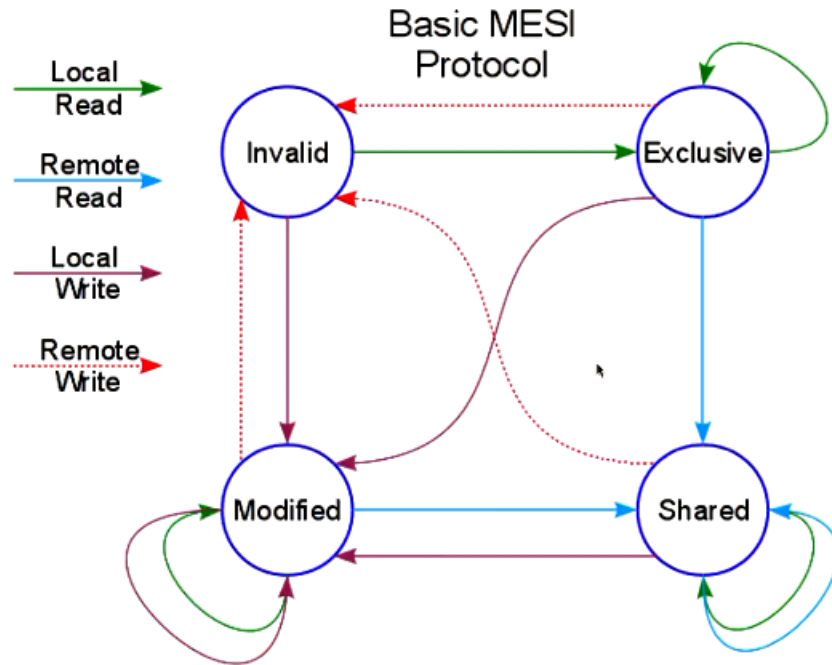 Basic MESI
Protocol
Local
Read
Remote
Read
Local
Write
Remote
Write
Invalid
Exclusive
Modified
Shared